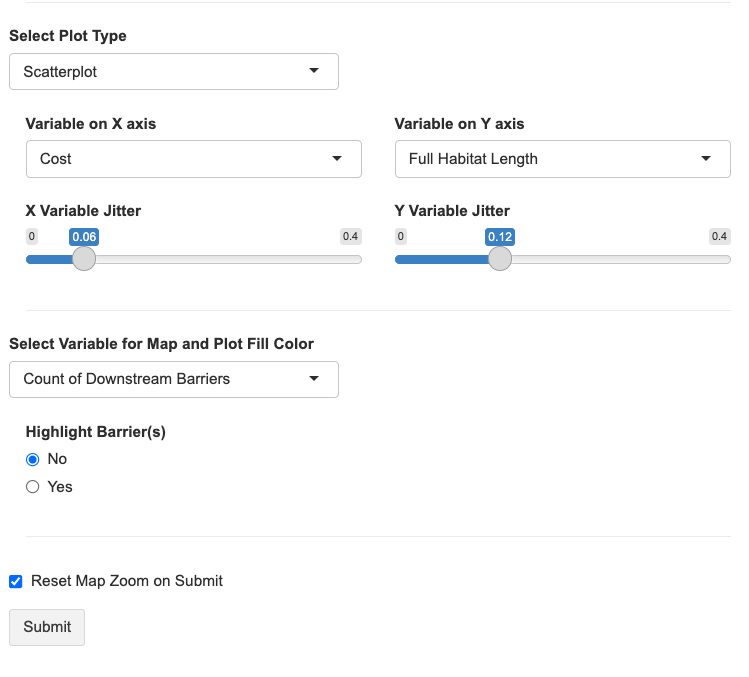 Select Plot Type
Scatterplot
Variable on X axis
Variable on Y axis
Cost
Full Habitat Length
X Variable Jitter
Y Variable Jitter
0 0.06 0.4
0 0.12 0.4
Select Variable for Map and Plot Fill Color
Count of Downstream Barriers
Highlight Barrier(s)
No
Yes
Reset Map Zoom on Submit
Submit